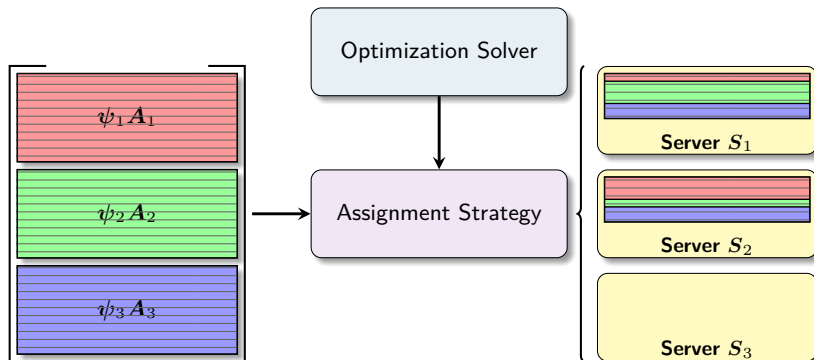 Optimization Solver
ψ₁A₁
ψ₂A₂
ψ₃A₃
Assignment Strategy
Server S₁
Server S₂
Server S₃